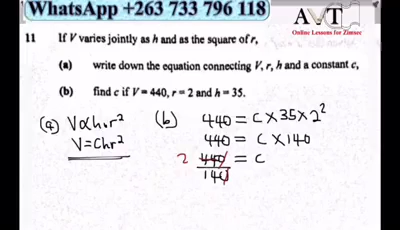 WhatsApp +263 733 796 118
AVT
Online Lessons for Zimsec
11 If V varies jointly as h and as the square of r,
(a) write down the equation connecting V, r, h and a constant c,
(b) find c if V = 440, r = 2 and h = 35.
(a) V∝h×r²
V=Chr²
(b) 440 = C × 35 × 2²
440 = C × 140
2 440/140 = C